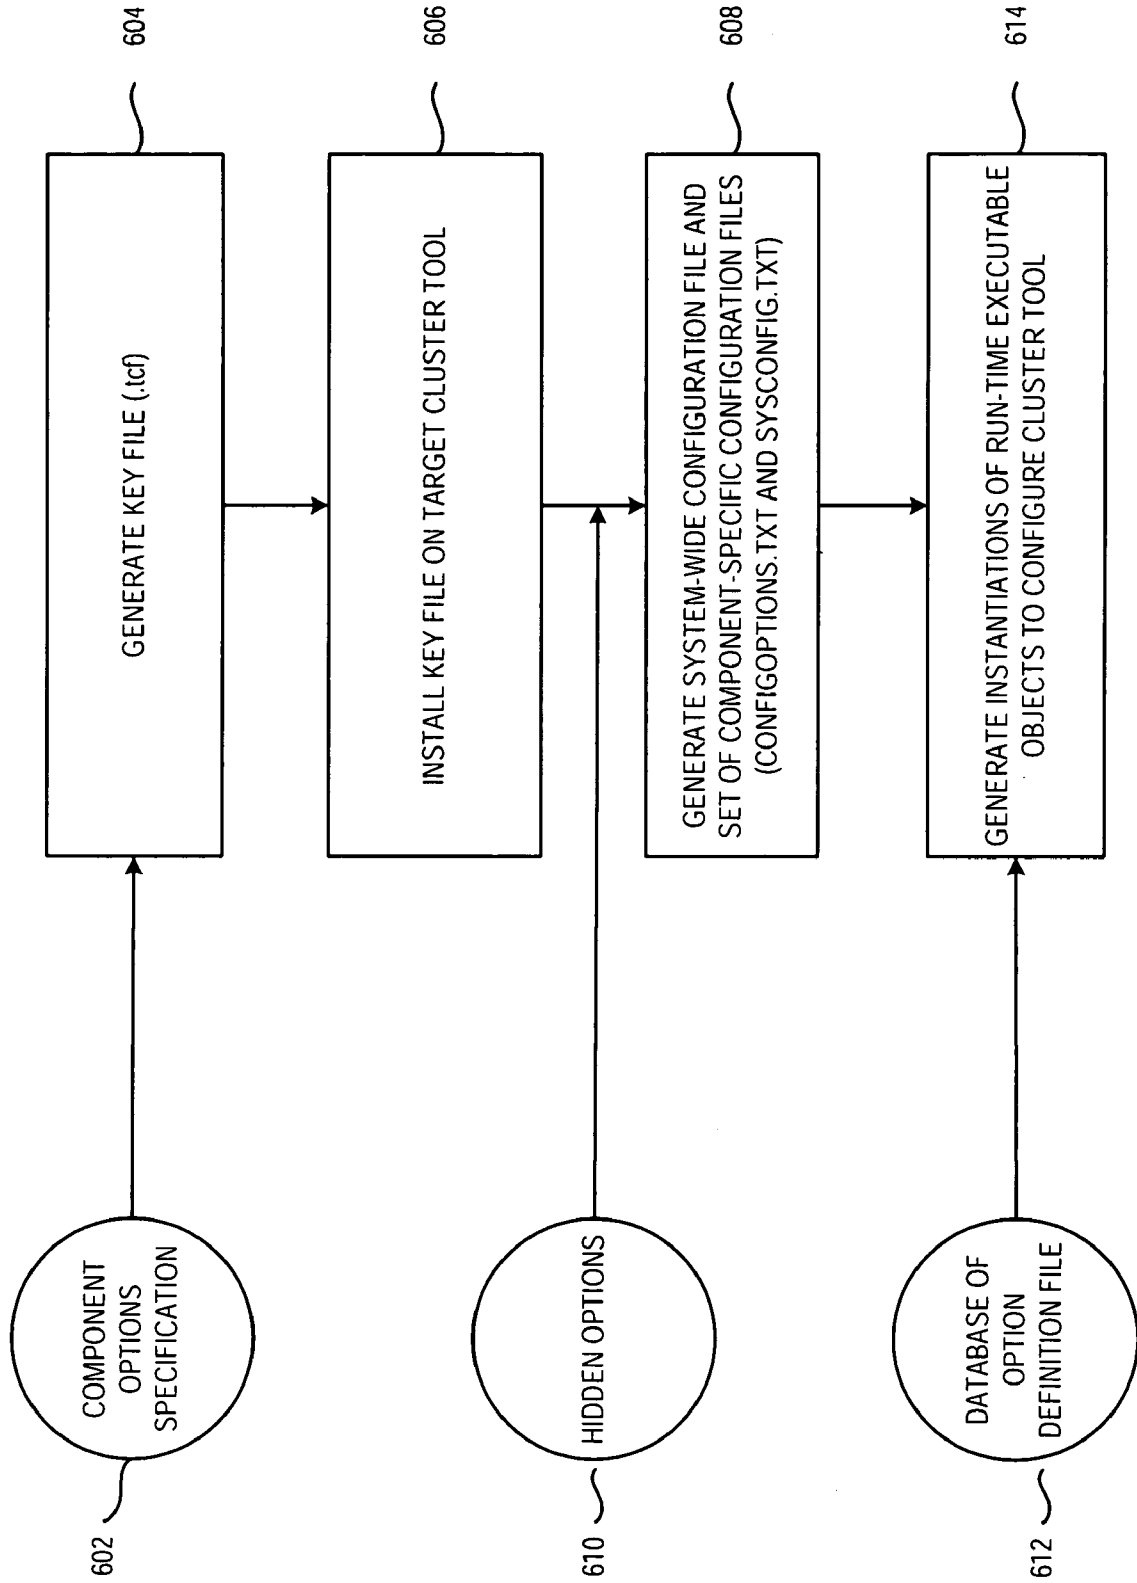 602
COMPONENT
OPTIONS
SPECIFICATION
GENERATE KEY FILE (.tcf)
604
INSTALL KEY FILE ON TARGET CLUSTER TOOL
606
610
HIDDEN OPTIONS
GENERATE SYSTEM-WIDE CONFIGURATION FILE AND
SET OF COMPONENT-SPECIFIC CONFIGURATION FILES
(CONFIGOPTIONS.TXT AND SYSCONFIG.TXT)
608
612
DATABASE OF
OPTION
DEFINITION FILE
GENERATE INSTANTIATIONS OF RUN-TIME EXECUTABLE
OBJECTS TO CONFIGURE CLUSTER TOOL
614